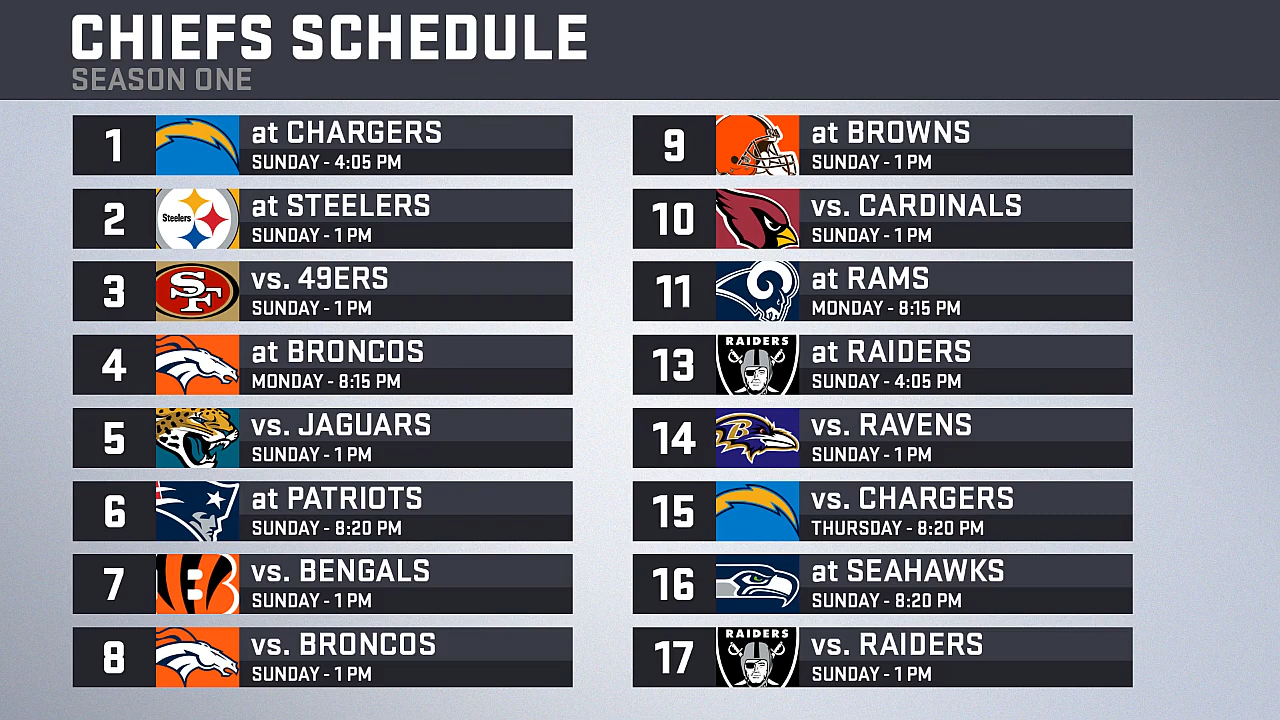 CHIEFS SCHEDULE
SEASON ONE
1
at CHARGERS
SUNDAY - 4:05 PM
2
Steelers
at STEELERS
SUNDAY - 1 PM
3
SF
vs. 49ERS
SUNDAY - 1 PM
4
at BRONCOS
MONDAY - 8:15 PM
5
vs. JAGUARS
SUNDAY - 1 PM
6
at PATRIOTS
SUNDAY - 8:20 PM
7
B
vs. BENGALS
SUNDAY - 1 PM
8
vs. BRONCOS
SUNDAY - 1 PM
9
at BROWNS
SUNDAY - 1 PM
10
vs. CARDINALS
SUNDAY - 1 PM
11
at RAMS
MONDAY - 8:15 PM
13
RAIDERS
at RAIDERS
SUNDAY - 4:05 PM
14
B
vs. RAVENS
SUNDAY - 1 PM
15
vs. CHARGERS
THURSDAY - 8:20 PM
16
at SEAHAWKS
SUNDAY - 8:20 PM
17
RAIDERS
vs. RAIDERS
SUNDAY - 1 PM